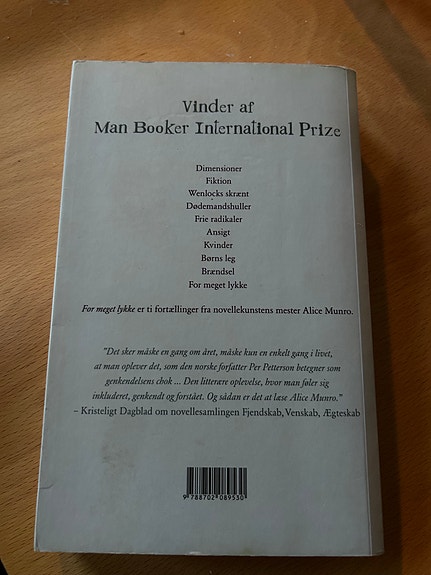 Vinder af
Man Booker International Prize
Dimensioner
Fiktion
Wenlocks skrænt
Dødemandshuller
Frie radikaler
Ansigt
Kvinder
Børns leg
Brændsel
For meget lykke
For meget lykke er ti fortællinger fra novellekunstens mester Alice Munro.
"Det sker måske en gang om året, måske kun en enkelt gang i livet,
at man oplever det, som den norske forfatter Per Petterson betegner som
genkendelsens chok ... Den litterære oplevelse, hvor man føler sig
inkluderet, genkendt og forstået. Og sådan er det at læse Alice Munro."
– Kristeligt Dagblad om novellesamlingen Fjendskab, Venskab, Ægteskab
9 788702 089530